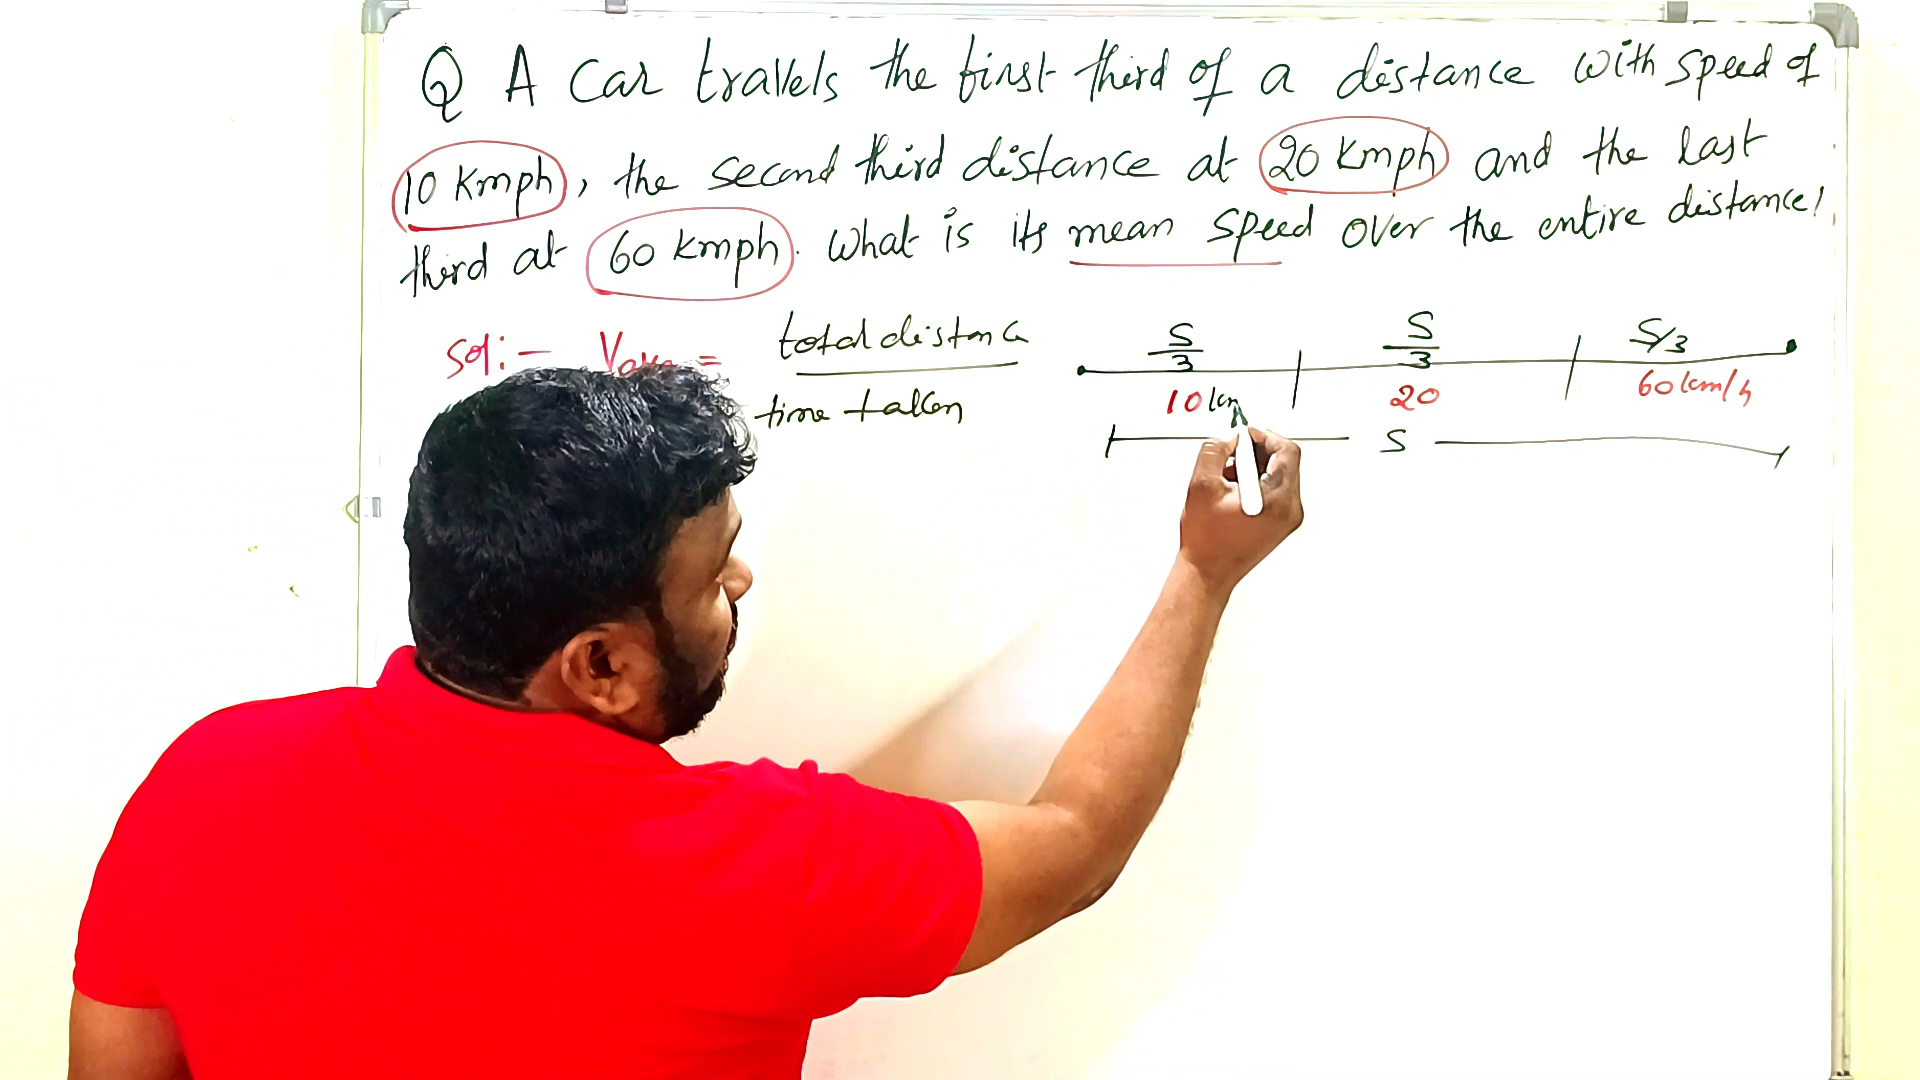 Q A Car travels the first third of a distance with speed of
10 Kmph, the second third distance at 20 Kmph and the last
third at 60 kmph. What is its mean speed over the entire distance!
Sol:-
= total distance
time taken
S/3 S/3 S/3
10 km 20 60 km/h
S